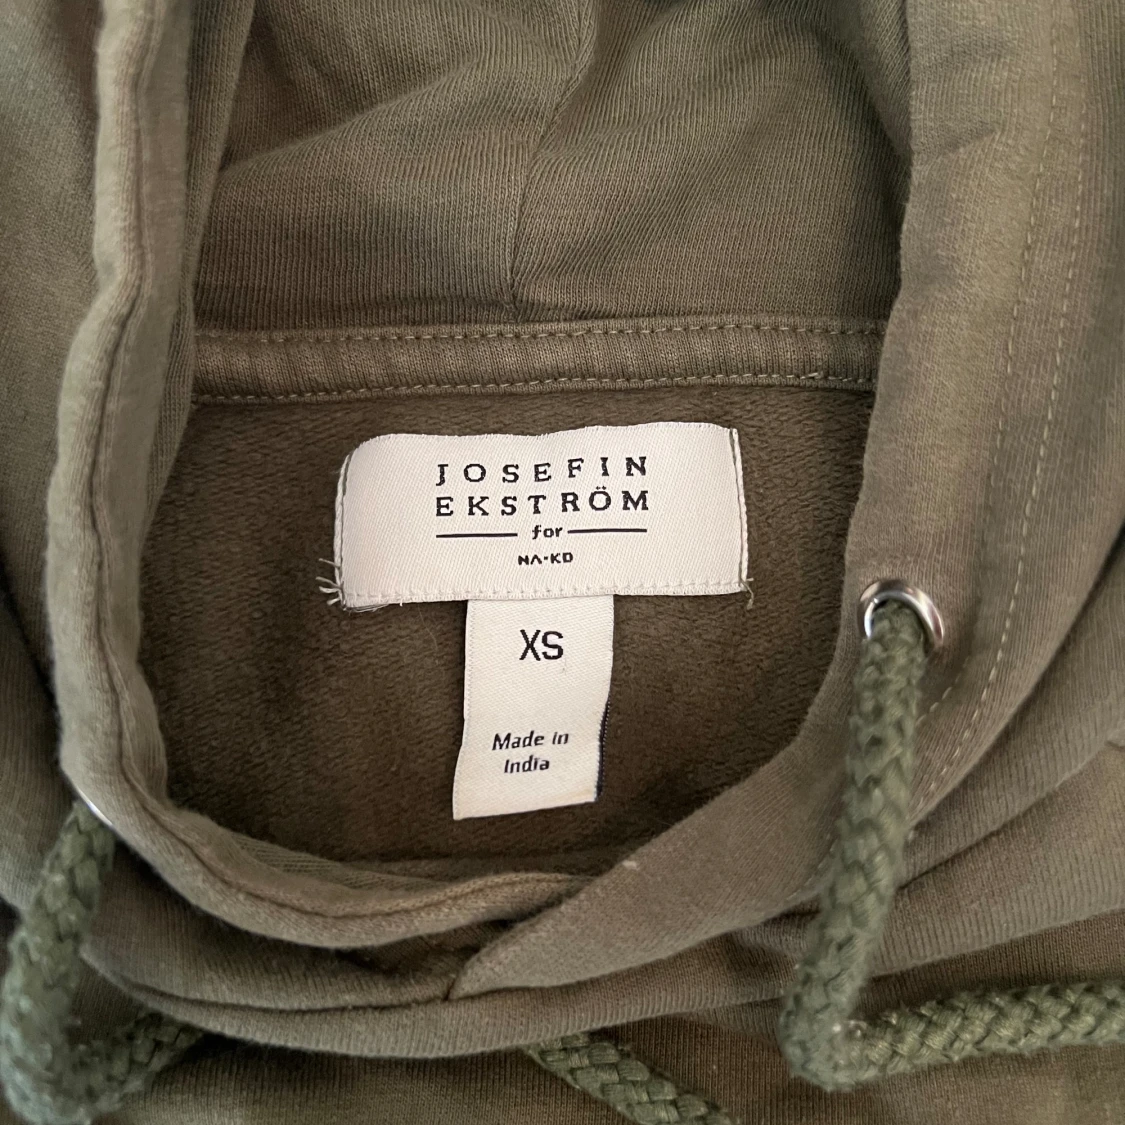 JOSEFIN
EKSTRÖM
for
NA-KD
XS
Made in
India